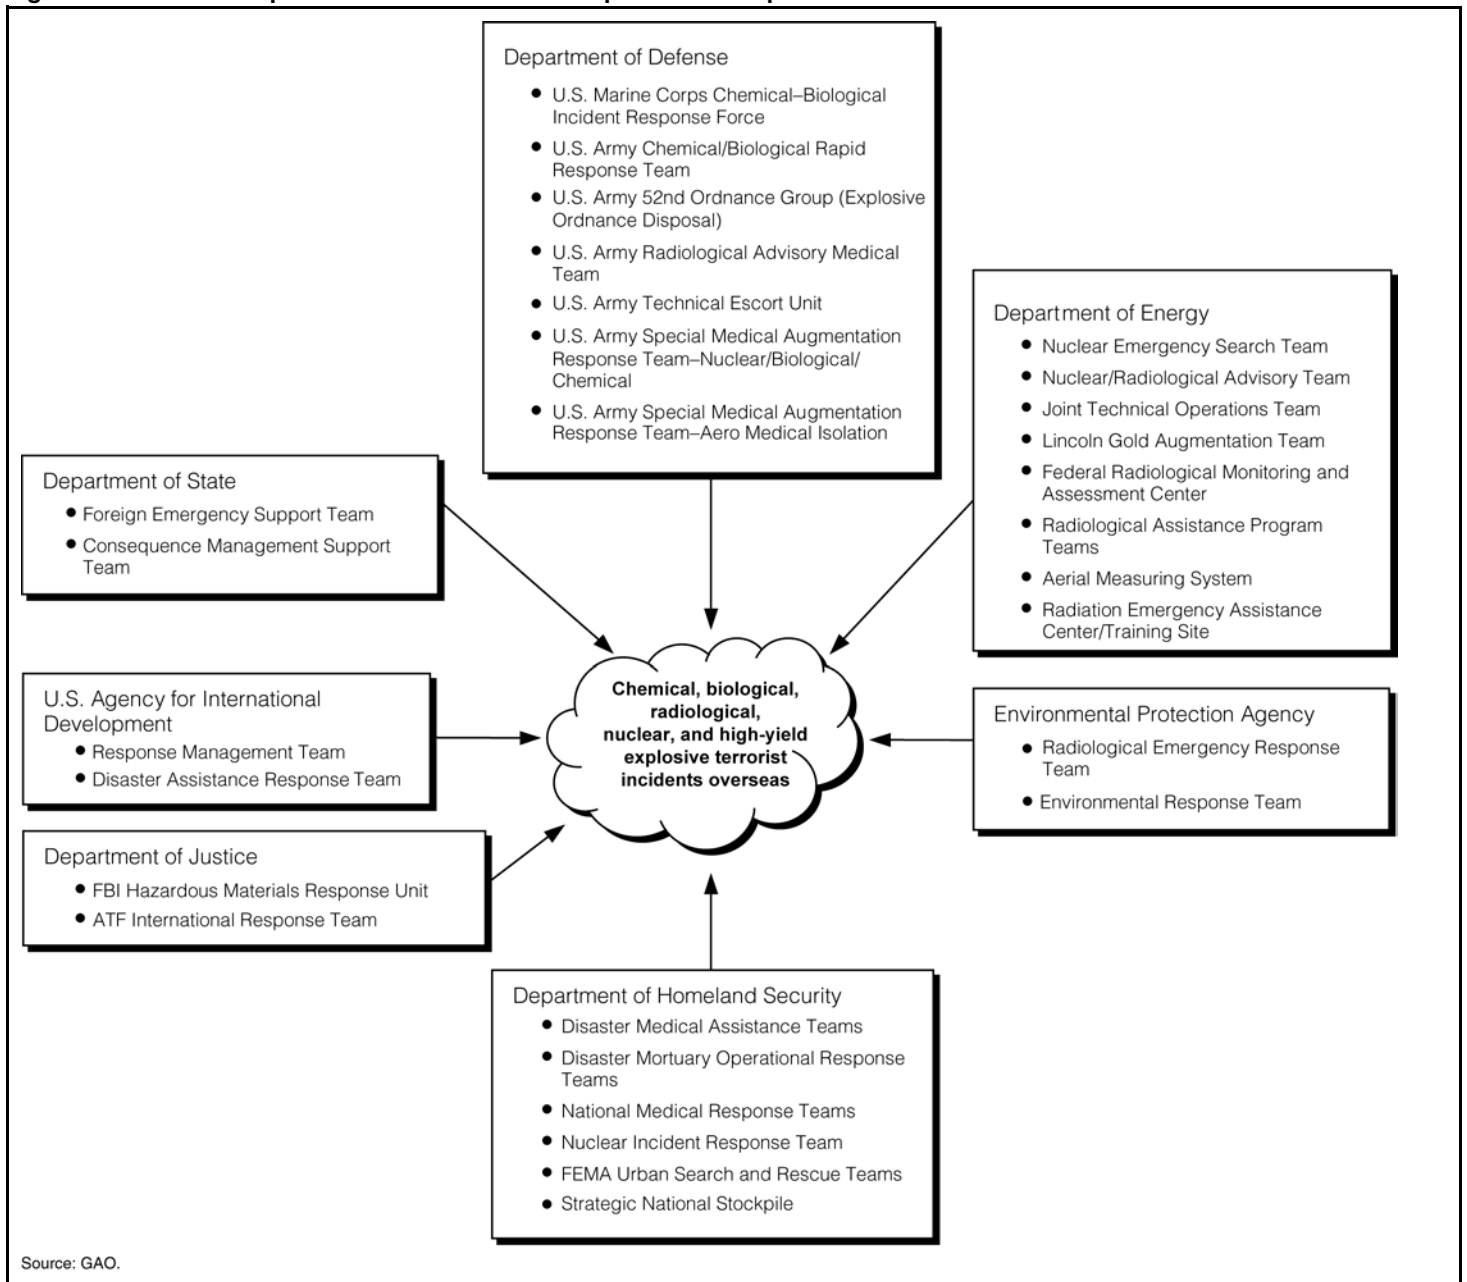 Department of Defense
● U.S. Marine Corps Chemical–Biological
Incident Response Force
● U.S. Army Chemical/Biological Rapid
Response Team
● U.S. Army 52nd Ordnance Group (Explosive
Ordnance Disposal)
● U.S. Army Radiological Advisory Medical
Team
● U.S. Army Technical Escort Unit
● U.S. Army Special Medical Augmentation
Response Team–Nuclear/Biological/
Chemical
● U.S. Army Special Medical Augmentation
Response Team–Aero Medical Isolation
Department of Energy
● Nuclear Emergency Search Team
● Nuclear/Radiological Advisory Team
● Joint Technical Operations Team
● Lincoln Gold Augmentation Team
● Federal Radiological Monitoring and
Assessment Center
● Radiological Assistance Program
Teams
● Aerial Measuring System
● Radiation Emergency Assistance
Center/Training Site
Department of State
● Foreign Emergency Support Team
● Consequence Management Support
Team
U.S. Agency for International
Development
● Response Management Team
● Disaster Assistance Response Team
Chemical, biological,
radiological,
nuclear, and high-yield
explosive terrorist
incidents overseas
Environmental Protection Agency
● Radiological Emergency Response
Team
● Environmental Response Team
Department of Justice
● FBI Hazardous Materials Response Unit
● ATF International Response Team
Department of Homeland Security
● Disaster Medical Assistance Teams
● Disaster Mortuary Operational Response
Teams
● National Medical Response Teams
● Nuclear Incident Response Team
● FEMA Urban Search and Rescue Teams
● Strategic National Stockpile
Source: GAO.